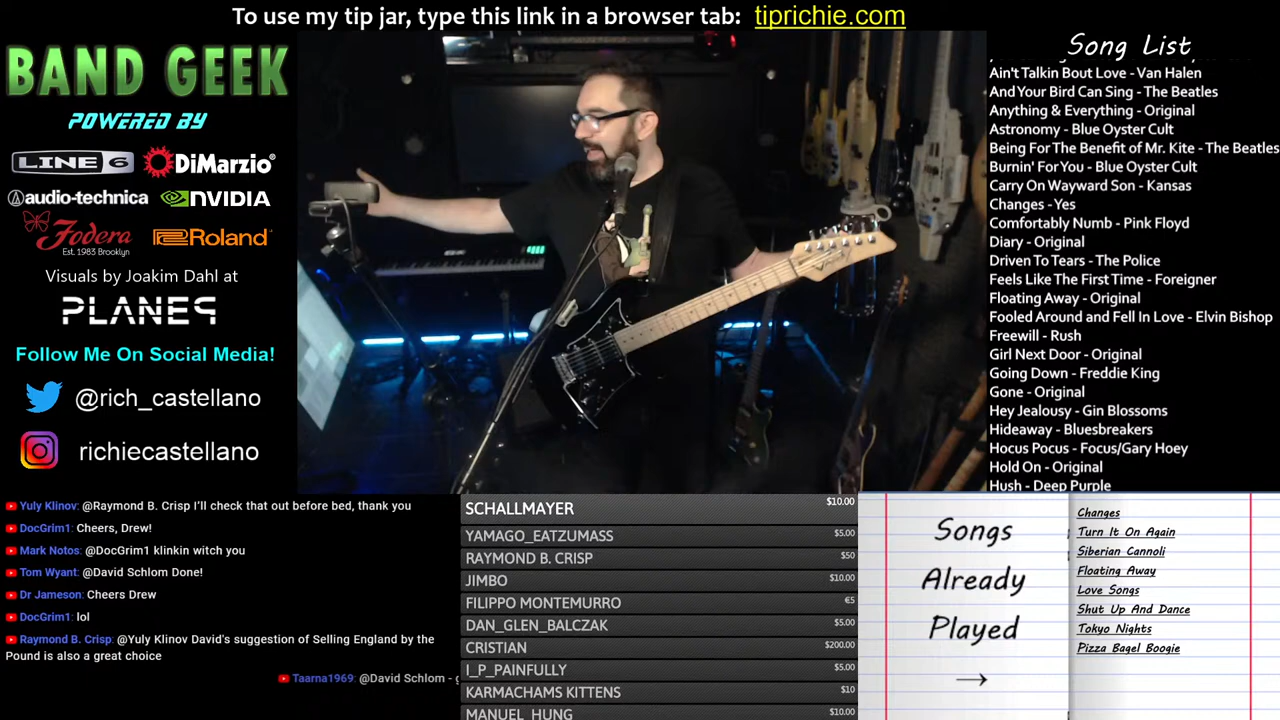 To use my tip jar, type this link in a browser tab: tiprichie.com
BAND GEEK
POWERED BY
LINE 6
DiMarzio
audio-technica
NVIDIA
Fodera
Est. 1983 Brooklyn
Roland
Visuals by Joakim Dahl at
PLANE9
Follow Me On Social Media!
@rich_castellano
richiecastellano
Song List
Ain't Talkin Bout Love - Van Halen
And Your Bird Can Sing - The Beatles
Anything & Everything - Original
Astronomy - Blue Oyster Cult
Being For The Benefit of Mr. Kite - The Beatles
Burnin' For You - Blue Oyster Cult
Carry On Wayward Son - Kansas
Changes - Yes
Comfortably Numb - Pink Floyd
Diary - Original
Driven To Tears - The Police
Feels Like The First Time - Foreigner
Floating Away - Original
Fooled Around and Fell In Love - Elvin Bishop
Freewill - Rush
Girl Next Door - Original
Going Down - Freddie King
Gone - Original
Hey Jealousy - Gin Blossoms
Hideaway - Bluesbreakers
Hocus Pocus - Focus/Gary Hoey
Hold On - Original
Hush - Deep Purple
Yuly Klinov: @Raymond B. Crisp I'll check that out before bed, thank you
DocGrim1: Cheers, Drew!
Mark Notos: @DocGrim1 klinkin witch you
Tom Wyant: @David Schlom Done!
Dr Jameson: Cheers Drew
DocGrim1: lol
Raymond B. Crisp: @Yuly Klinov David's suggestion of Selling England by the
Pound is also a great choice
Taarna1969: @David Schlom - g
SCHALLMAYER $10.00
YAMAGO_EATZUMASS $5.00
RAYMOND B. CRISP $50
JIMBO $10.00
FILIPPO MONTEMURRO €5
DAN_GLEN_BALCZAK $5.00
CRISTIAN $200.00
I_P_PAINFULLY $5.00
KARMACHAMS KITTENS $10
MANUEL_HUNG $10.00
Songs
Already
Played
→
Changes
Turn It On Again
Siberian Cannoli
Floating Away
Love Songs
Shut Up And Dance
Tokyo Nights
Pizza Bagel Boogie